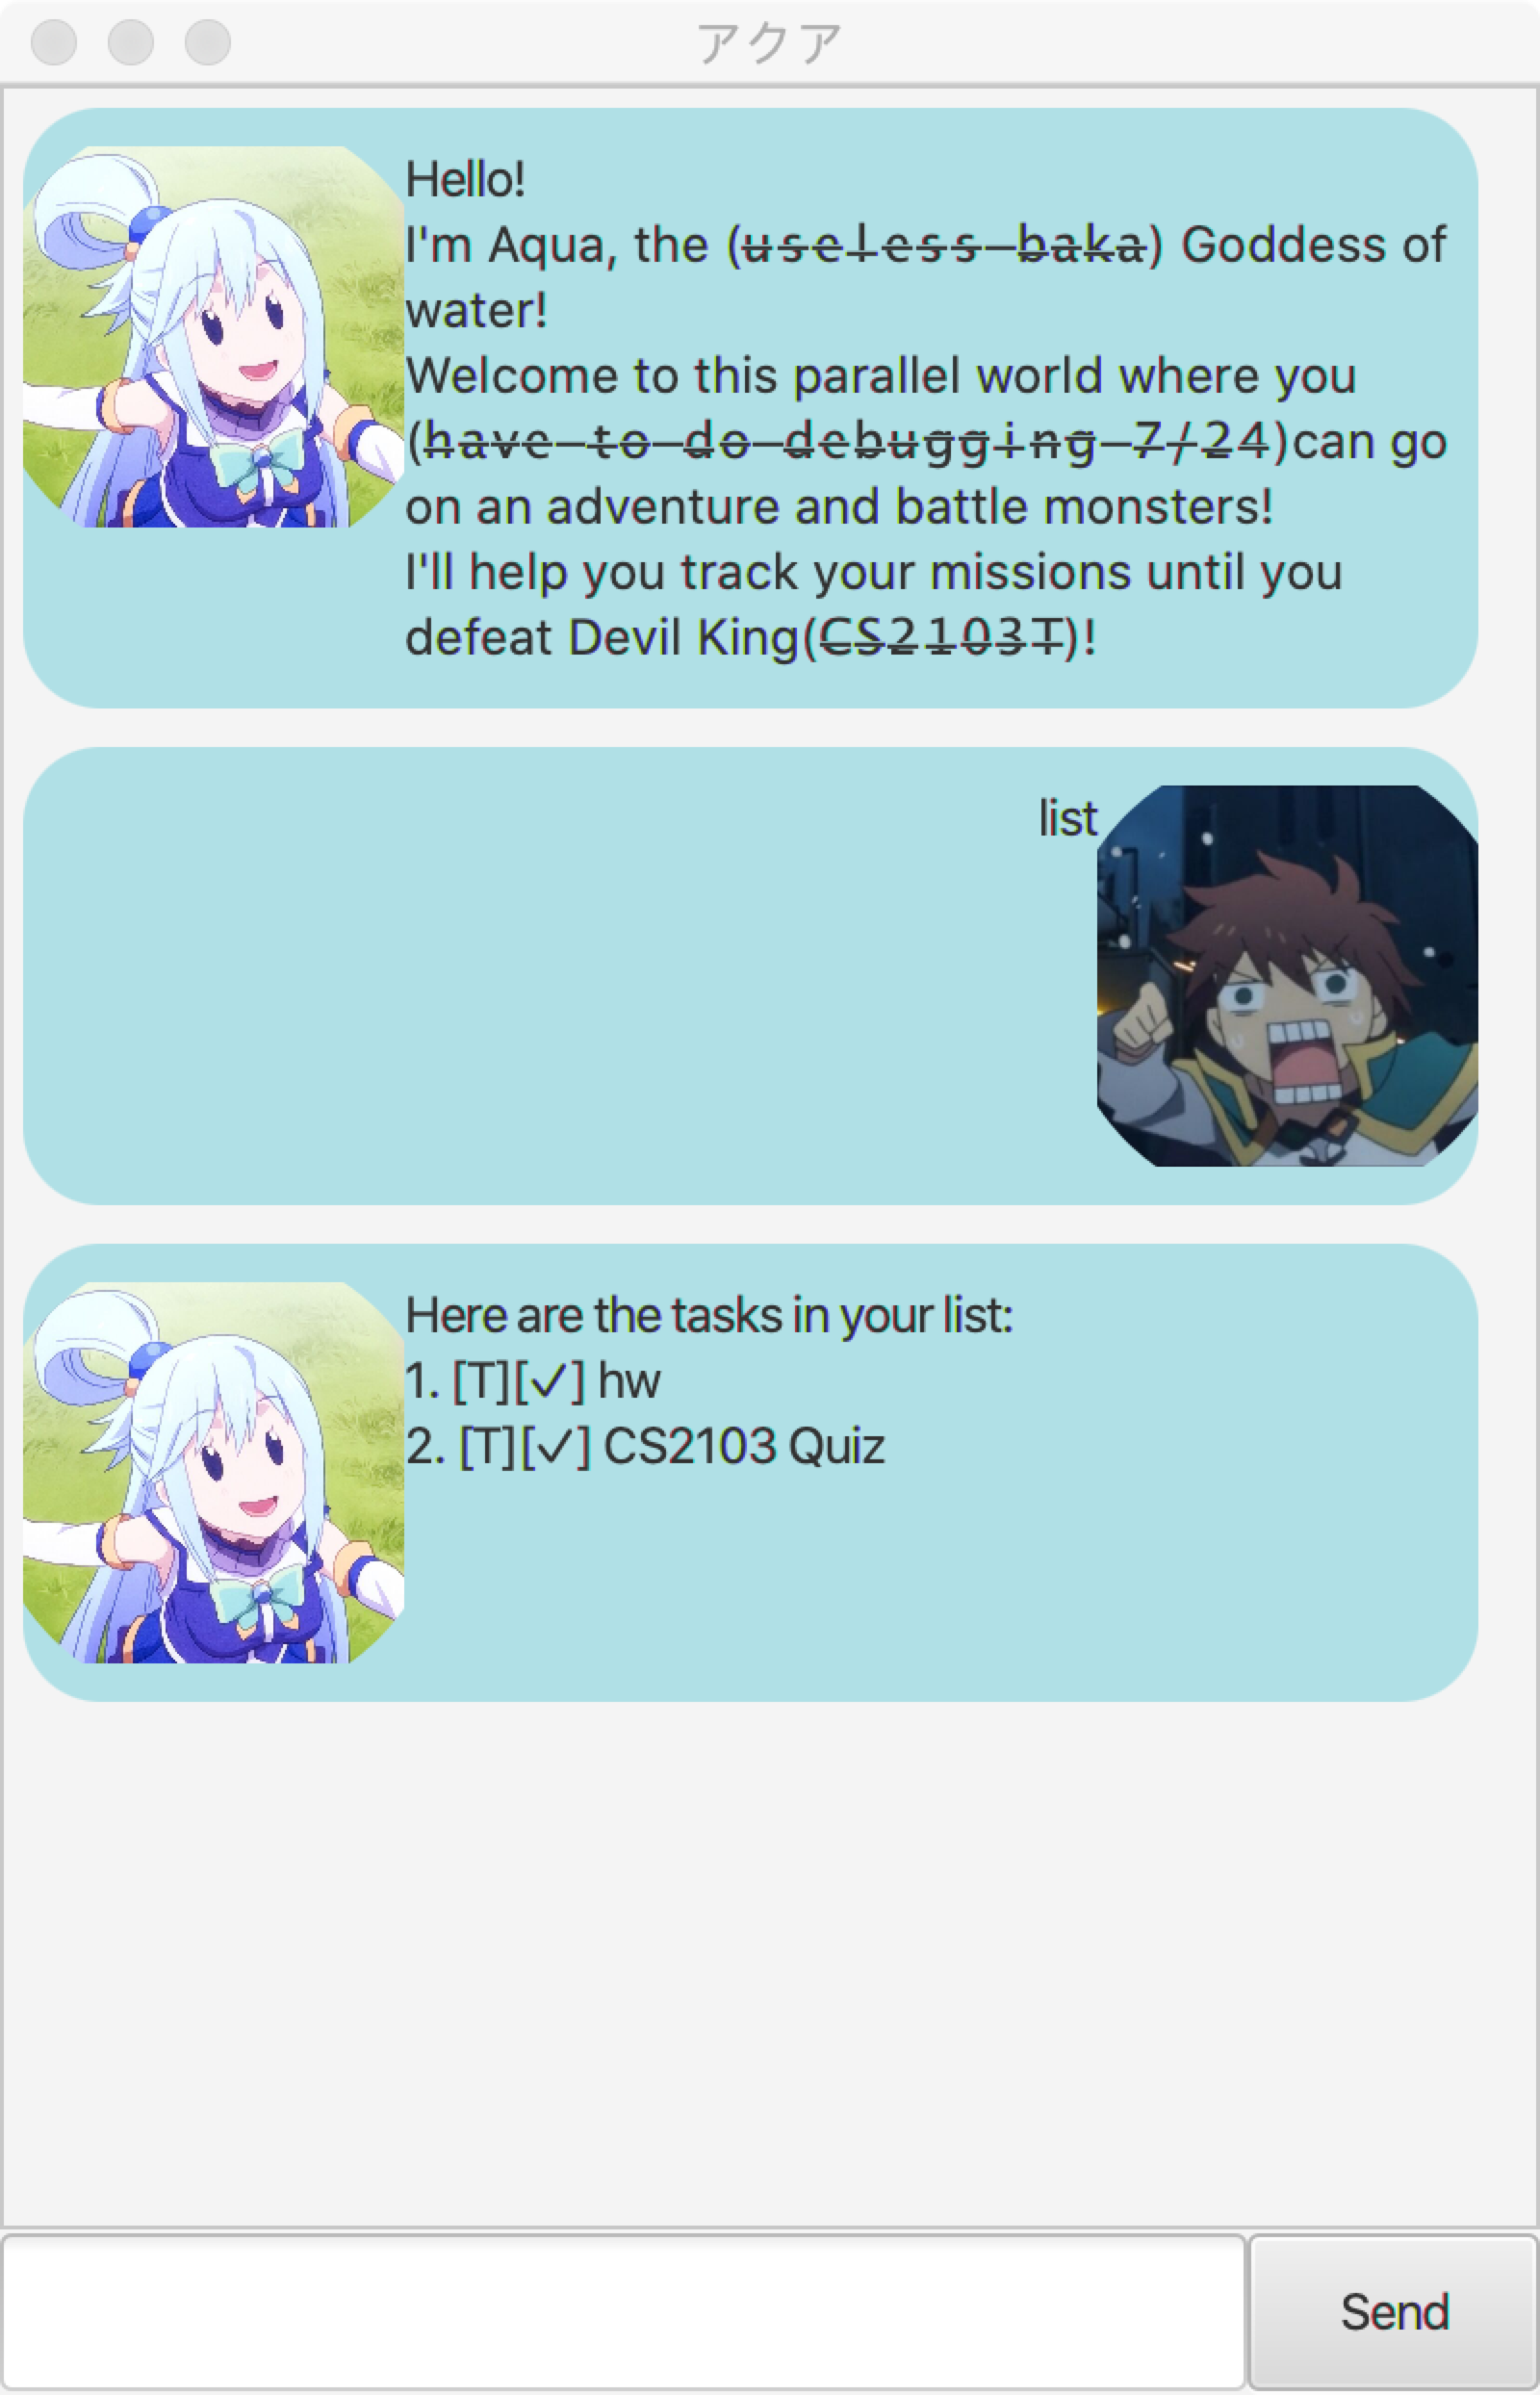 アクア
Hello!
I'm Aqua, the (useless baka) Goddess of
water!
Welcome to this parallel world where you
(have to do debugging 7/24)can go
on an adventure and battle monsters!
I'll help you track your missions until you
defeat Devil King(CS2103T)!
list
Here are the tasks in your list:
1. [T][✓] hw
2. [T][✓] CS2103 Quiz
Send